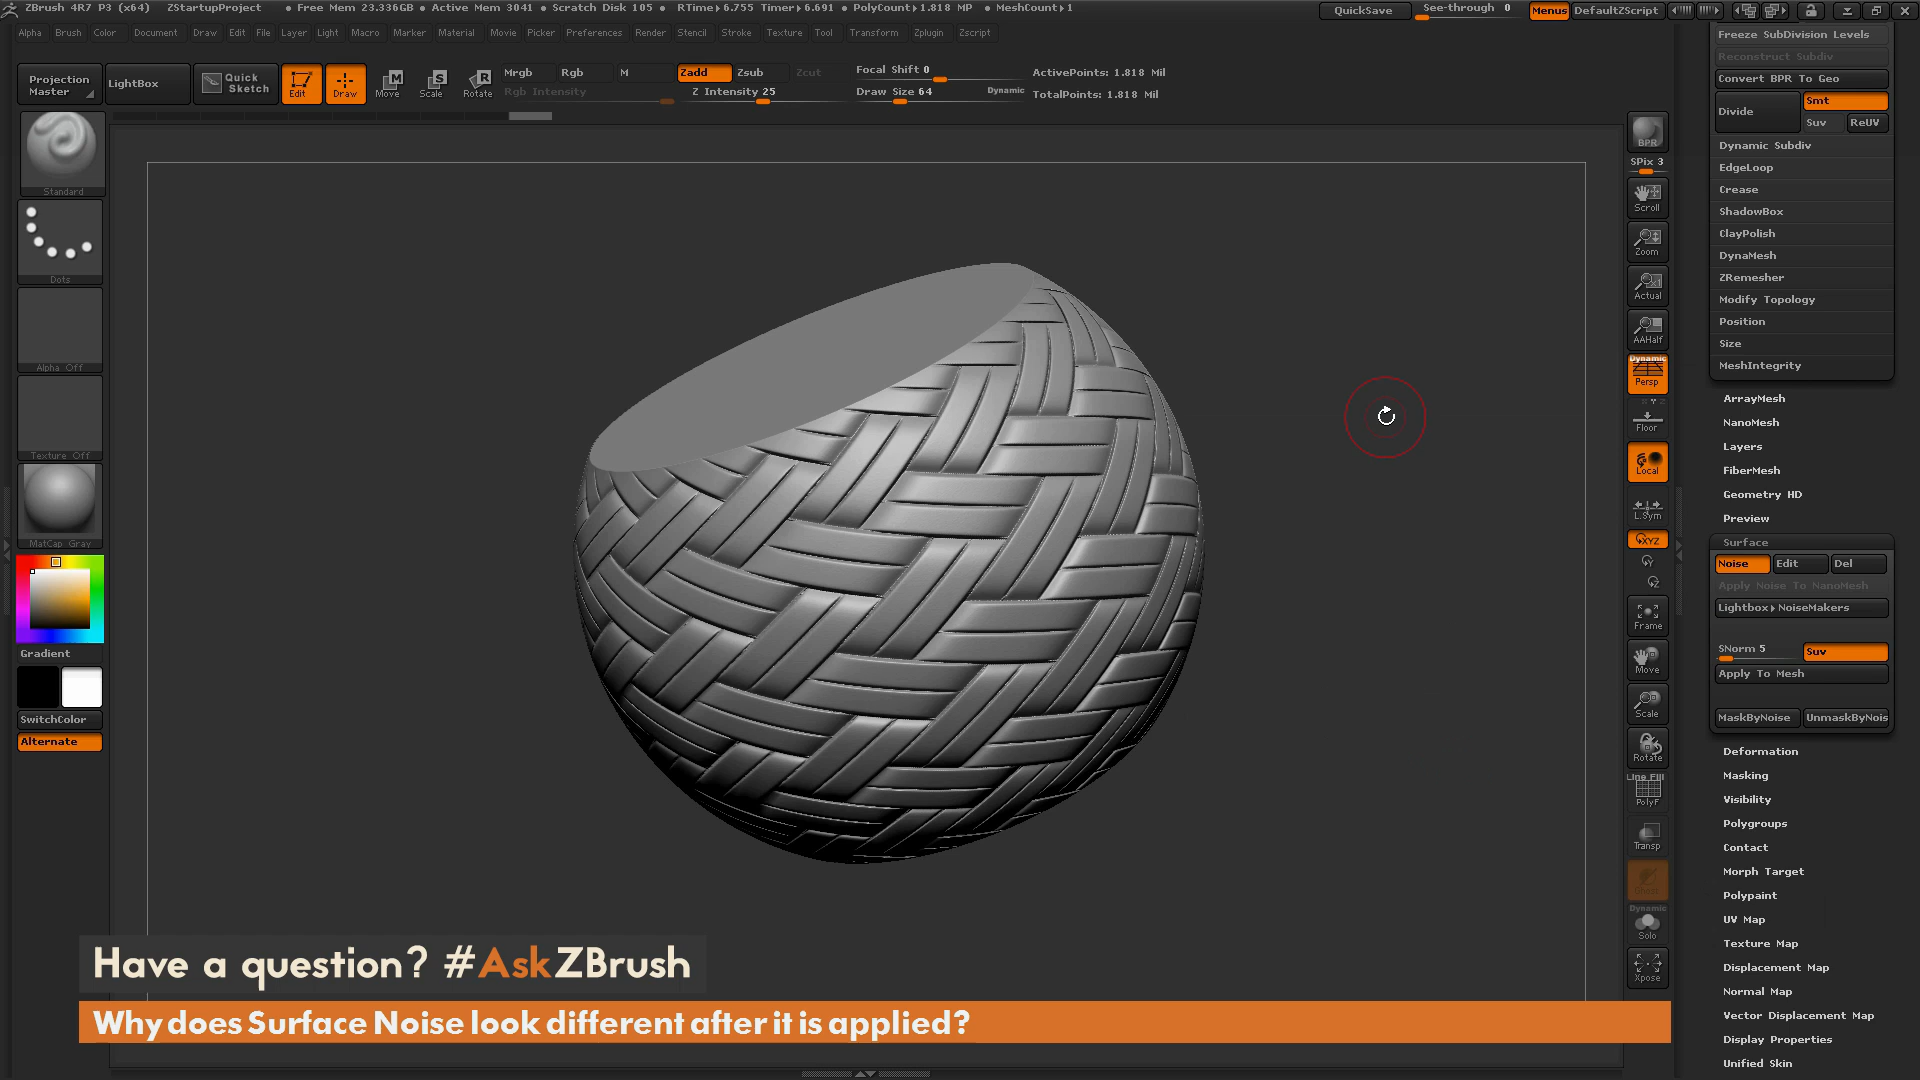 ZBrush 4R7 P3 (x64) ZStartupProject ● Free Mem 23.336GB ● Active Mem 3041 ● Scratch Disk 105 ● RTime▸6.755 Timer▸6.691 ● PolyCount▸1.818 MP ● MeshCount▸1
QuickSave See-through 0 Menus DefaultZScript
Alpha Brush Color Document Draw Edit File Layer Light Macro Marker Material Movie Picker Preferences Render Stencil Stroke Texture Tool Transform Zplugin Zscript
Projection Master
LightBox
Quick Sketch
Edit
Draw
Move
Scale
Rotate
Mrgb Rgb M
Rgb Intensity
Zadd Zsub Zcut
Z Intensity 25
Focal Shift 0
Draw Size 64 Dynamic
ActivePoints: 1.818 Mil
TotalPoints: 1.818 Mil
Standard
Dots
Alpha Off
Texture Off
MatCap Gray
Gradient
SwitchColor
Alternate
BPR
SPix 3
Scroll
Zoom
Actual
AAHalf
Dynamic
Persp
Floor
Local
L.Sym
XYZ
Y
Z
Frame
Move
Scale
Rotate
Line Fill
PolyF
Transp
Ghost
Dynamic
Solo
Xpose
Freeze SubDivision Levels
Reconstruct Subdiv
Convert BPR To Geo
Divide
Smt
Suv ReUV
Dynamic Subdiv
EdgeLoop
Crease
ShadowBox
ClayPolish
DynaMesh
ZRemesher
Modify Topology
Position
Size
MeshIntegrity
ArrayMesh
NanoMesh
Layers
FiberMesh
Geometry HD
Preview
Surface
Noise Edit Del
Apply Noise To NanoMesh
Lightbox▸NoiseMakers
SNorm 5 Suv
Apply To Mesh
MaskByNoise UnmaskByNois
Deformation
Masking
Visibility
Polygroups
Contact
Morph Target
Polypaint
UV Map
Texture Map
Displacement Map
Normal Map
Vector Displacement Map
Display Properties
Unified Skin
Have a question? #AskZBrush
Why does Surface Noise look different after it is applied?